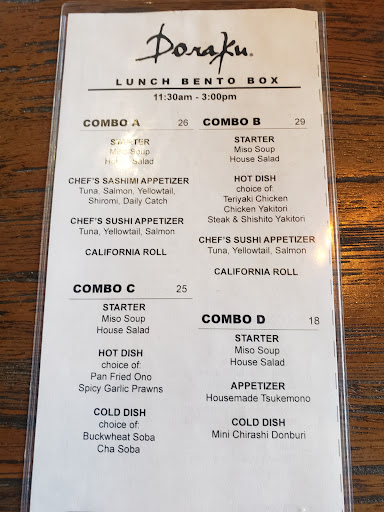 Doraku.
LUNCH BENTO BOX
11:30am - 3:00pm
COMBO A 26
STARTER
Miso Soup
House Salad
CHEF'S SASHIMI APPETIZER
Tuna, Salmon, Yellowtail,
Shiromi, Daily Catch
CHEF'S SUSHI APPETIZER
Tuna, Yellowtail, Salmon
CALIFORNIA ROLL
COMBO B 29
STARTER
Miso Soup
House Salad
HOT DISH
choice of:
Teriyaki Chicken
Chicken Yakitori
Steak & Shishito Yakitori
CHEF'S SUSHI APPETIZER
Tuna, Yellowtail, Salmon
CALIFORNIA ROLL
COMBO C 25
STARTER
Miso Soup
House Salad
HOT DISH
choice of:
Pan Fried Ono
Spicy Garlic Prawns
COLD DISH
choice of:
Buckwheat Soba
Cha Soba
COMBO D 18
STARTER
Miso Soup
House Salad
APPETIZER
Housemade Tsukemono
COLD DISH
Mini Chirashi Donburi